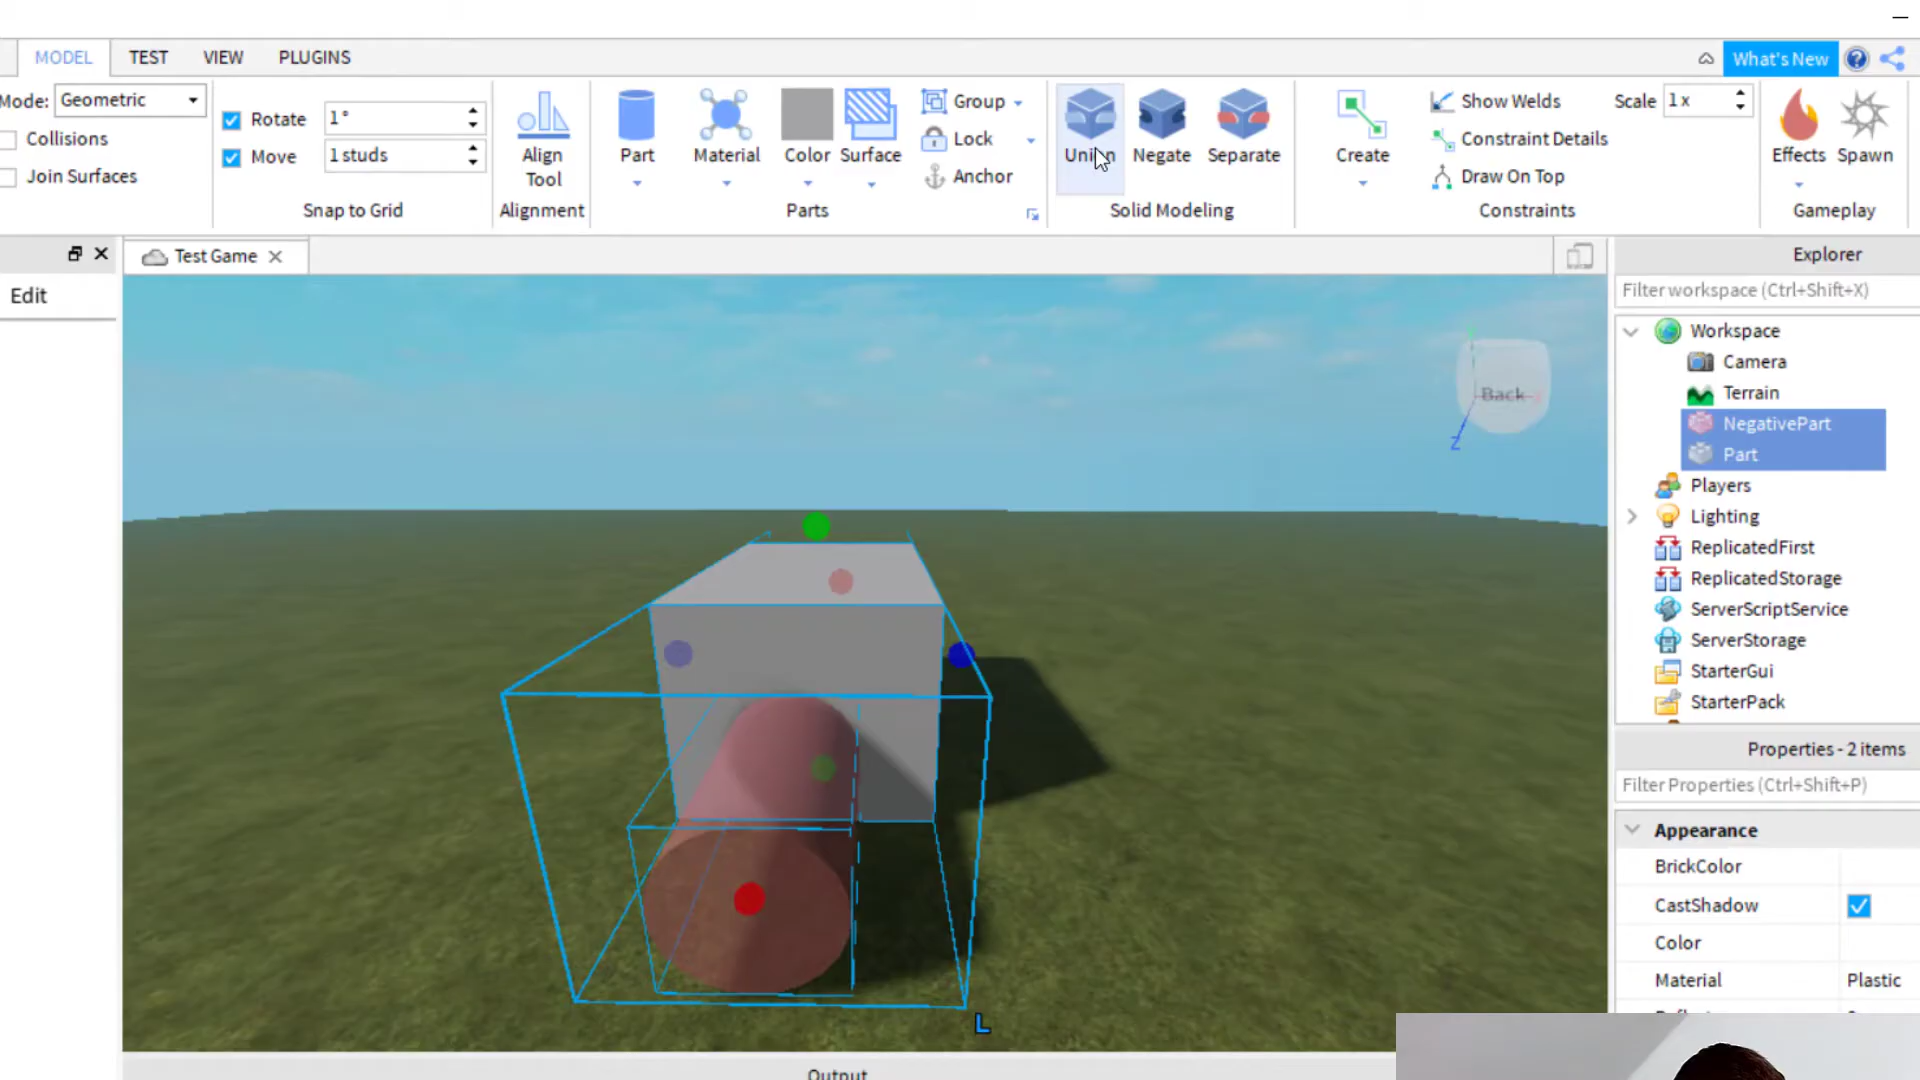 MODEL TEST VIEW PLUGINS What's New
Mode: Geometric
Collisions
Join Surfaces
Rotate 1°
Move 1 studs
Snap to Grid
Align Tool
Alignment
Part Material Color Surface
Group
Lock
Anchor
Parts
Union Negate Separate
Solid Modeling
Create
Show Welds Scale 1 x
Constraint Details
Draw On Top
Constraints
Effects Spawn
Gameplay
Edit
Test Game
Back
Z
L
Output
Explorer
Filter workspace (Ctrl+Shift+X)
Workspace
Camera
Terrain
NegativePart
Part
Players
Lighting
ReplicatedFirst
ReplicatedStorage
ServerScriptService
ServerStorage
StarterGui
StarterPack
Properties - 2 items
Filter Properties (Ctrl+Shift+P)
Appearance
BrickColor
CastShadow
Color
Material Plastic